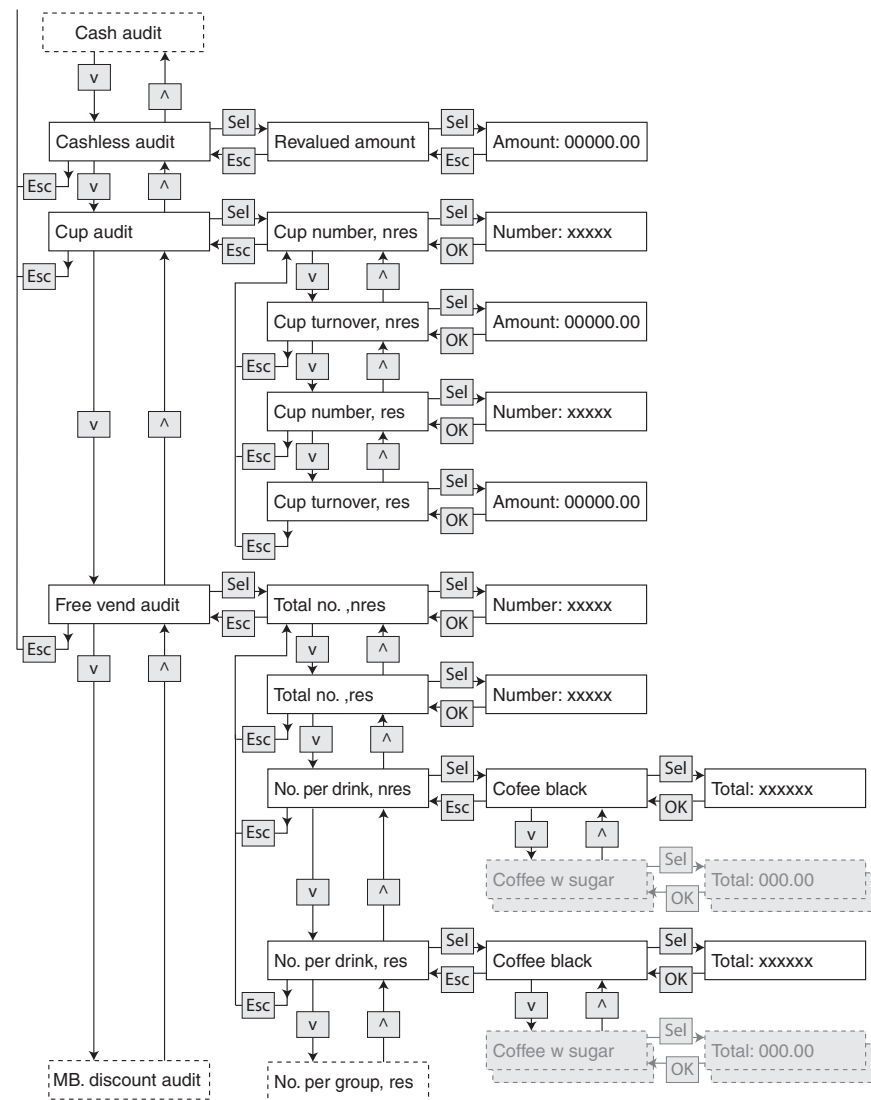 Cash audit
v
^
Sel
Sel
Cashless audit
Revalued amount
Amount: 00000.00
Esc
Esc
Esc
v
^
Sel
Sel
Cup audit
Cup number, nres
Number: xxxxx
Esc
OK
Esc
v
^
Sel
Cup turnover, nres
Amount: 00000.00
OK
Esc
v
^
Sel
Cup number, res
Number: xxxxx
v
^
OK
Esc
v
^
Sel
Cup turnover, res
Amount: 00000.00
OK
Esc
Sel
Sel
Free vend audit
Total no. ,nres
Number: xxxxx
Esc
OK
Esc
v
^
v
^
Sel
Total no. ,res
Number: xxxxx
OK
Esc
v
^
Sel
Sel
No. per drink, nres
Cofee black
Total: xxxxxx
Esc
OK
Esc
v
^
Sel
Coffee w sugar
Total: 000.00
v
^
OK
Sel
Sel
No. per drink, res
Coffee black
Total: xxxxxx
Esc
OK
Esc
v
^
v
^
Sel
Coffee w sugar
Total: 000.00
OK
MB. discount audit
No. per group, res